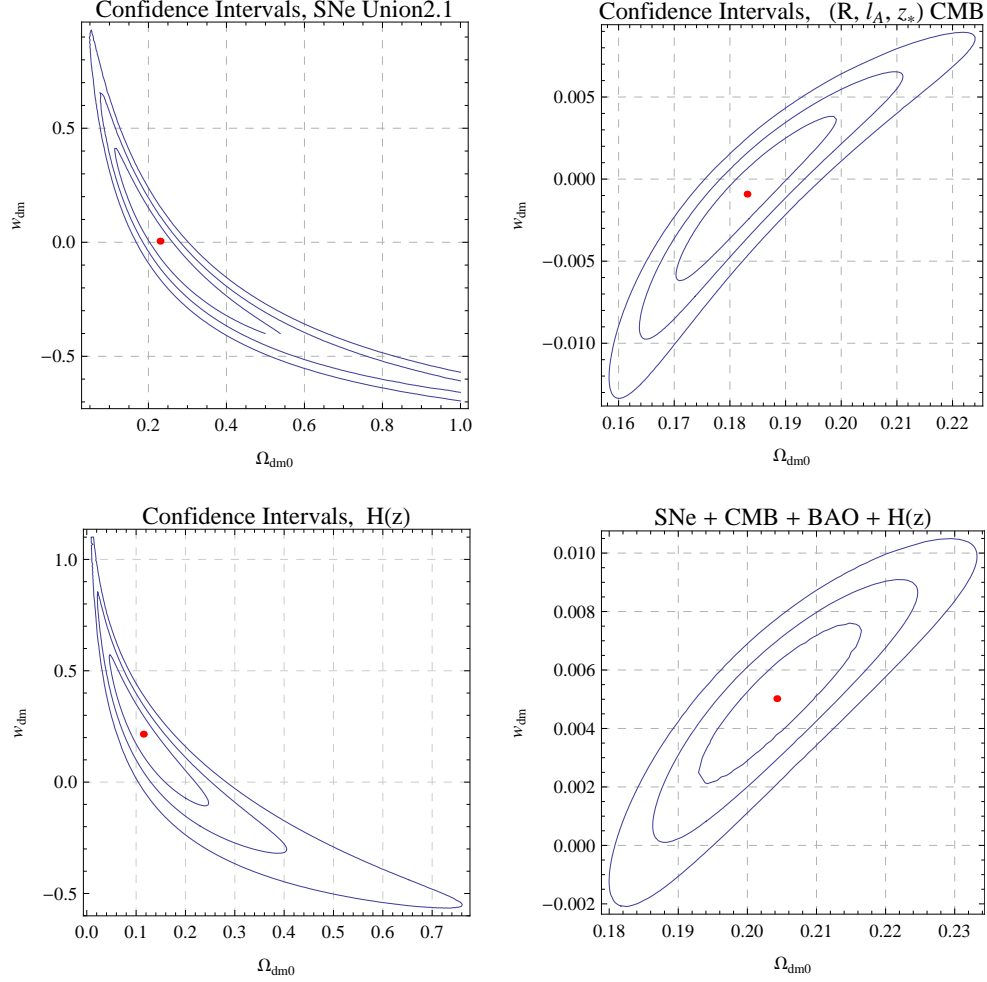 Confidence Intervals, SNe Union2.1
0.5
0.0
−0.5
w_dm
0.2 0.4 0.6 0.8 1.0
Ω_dm0
Confidence Intervals, (R, l_A, z_*) CMB
0.005
0.000
−0.005
−0.010
w_dm
0.16 0.17 0.18 0.19 0.20 0.21 0.22
Ω_dm0
Confidence Intervals, H(z)
1.0
0.5
0.0
−0.5
w_dm
0.0 0.1 0.2 0.3 0.4 0.5 0.6 0.7
Ω_dm0
SNe + CMB + BAO + H(z)
0.010
0.008
0.006
0.004
0.002
0.000
−0.002
w_dm
0.18 0.19 0.20 0.21 0.22 0.23
Ω_dm0